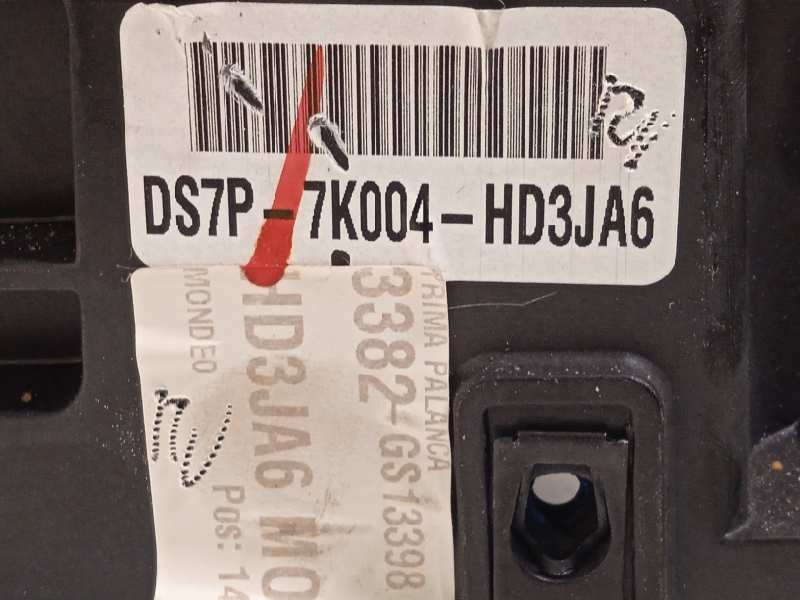 DS7P-7K004-HD3JA6
TRIMA PALANCA
3382-GS13398
HD3JA6 MO
MONDEO
Pos: 14